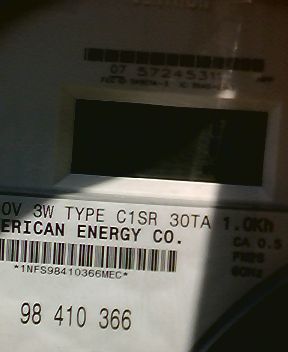 07 5724531
0V 3W TYPE C1SR 30TA 1.0Kh
ERICAN ENERGY CO.
CA 0.5
60Hz
*1NFS98410366MEC*
98 410 366